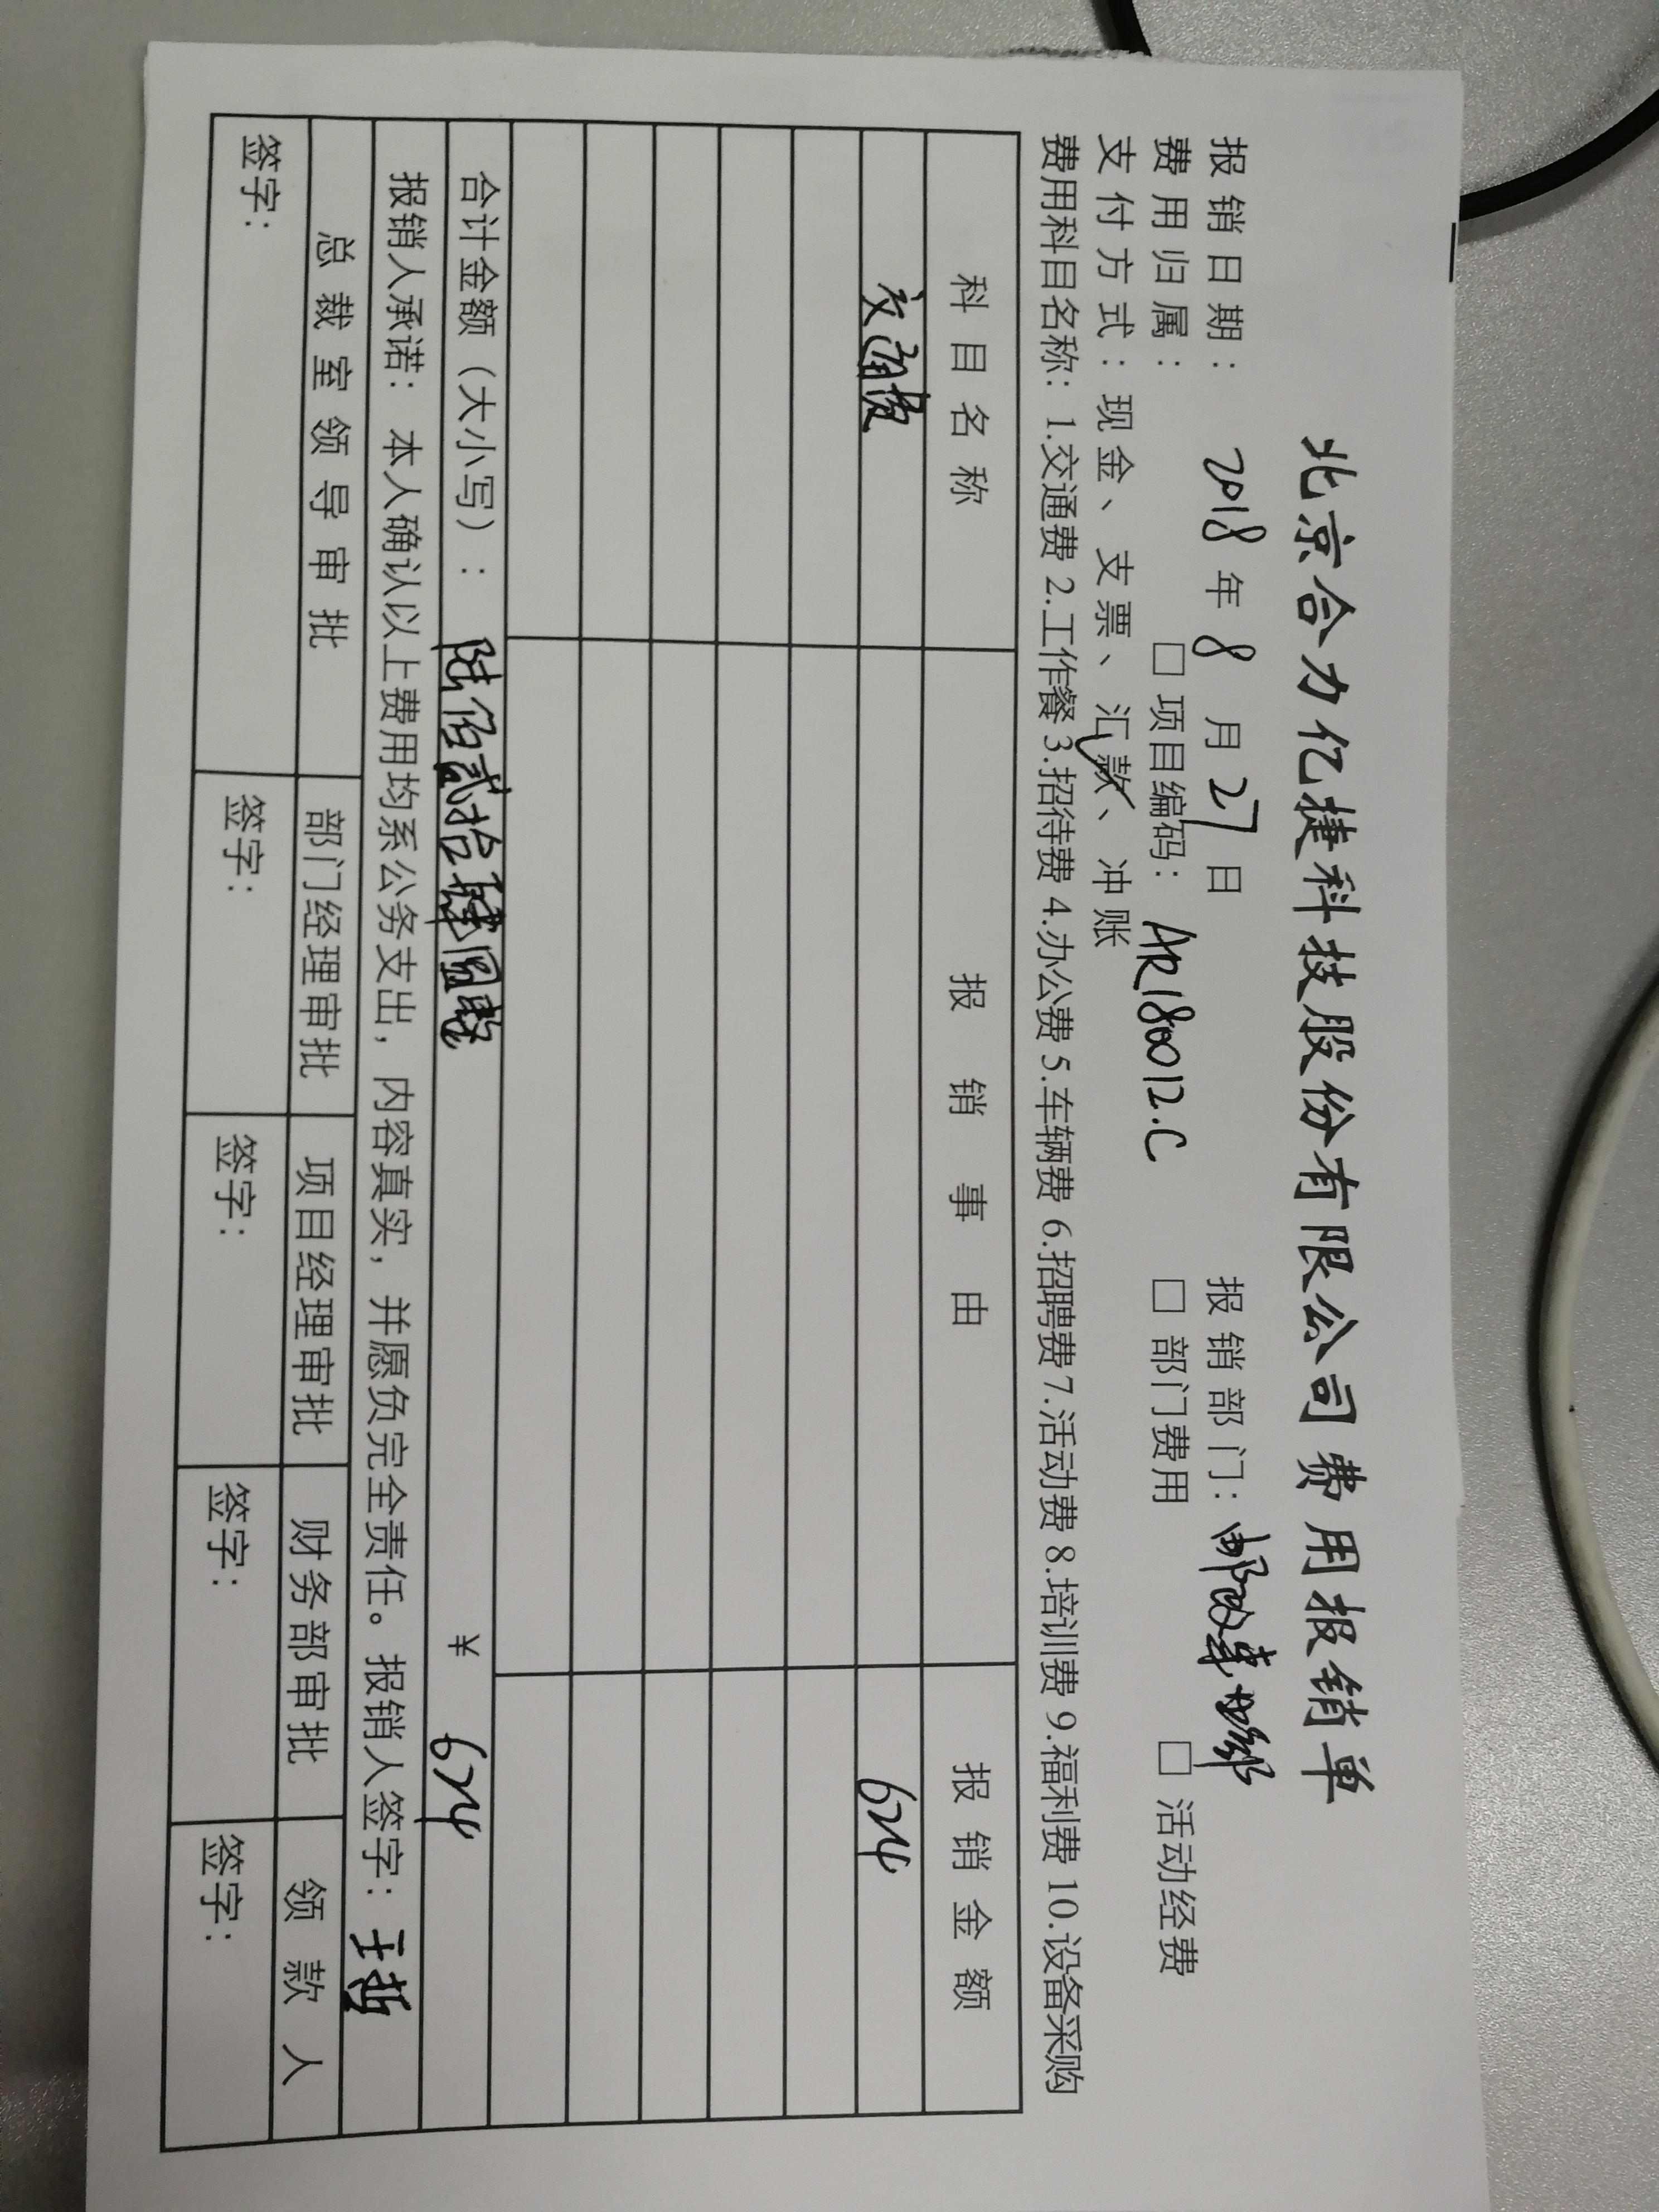 北京合力亿捷科技股份有限公司费用报销单
报销日期： 2018 年 8 月 27 日 报销部门：
费用归属： □ 项目编码： AR180012.C □ 部门费用 □ 活动经费
支付方式：现金、 支票、 汇款、 冲账
费用科目名称： 1.交通费 2.工作餐 3.招待费 4.办公费 5.车辆费 6.招聘费 7.活动费 8.培训费 9.福利费 10.设备采购
科目名称 报销事由 报销金额
交通费 624
合计金额（大小写）： 陆佰贰拾肆圆整 ¥ 624
报销人承诺： 本人确认以上费用均系公务支出，内容真实，并愿负完全责任。报销人签字：王哲
总裁室领导审批 部门经理审批 项目经理审批 财务部审批 领款人
签字： 签字： 签字： 签字： 签字：